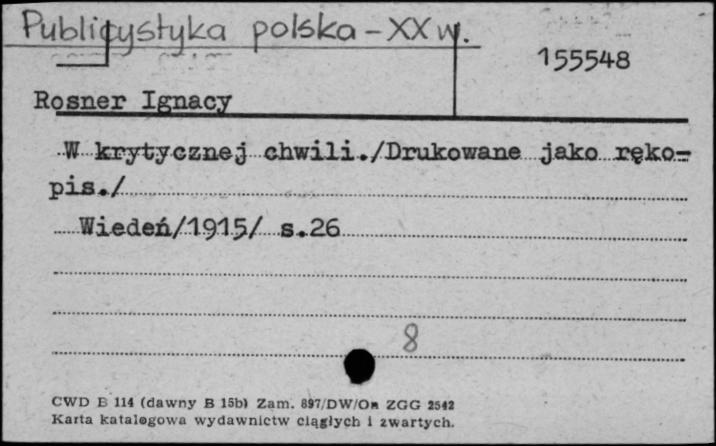 Publicystyka polska - XX w.
155548
Rosner Ignacy
W krytycznej chwili./Drukowane jako ręko-
pis./
Wiedeń/1915/ s.26
8
CWD B 114 (dawny B 15b) Zam. 897/DW/Om ZGG 2542
Karta katalogowa wydawnictw ciągłych i zwartych.